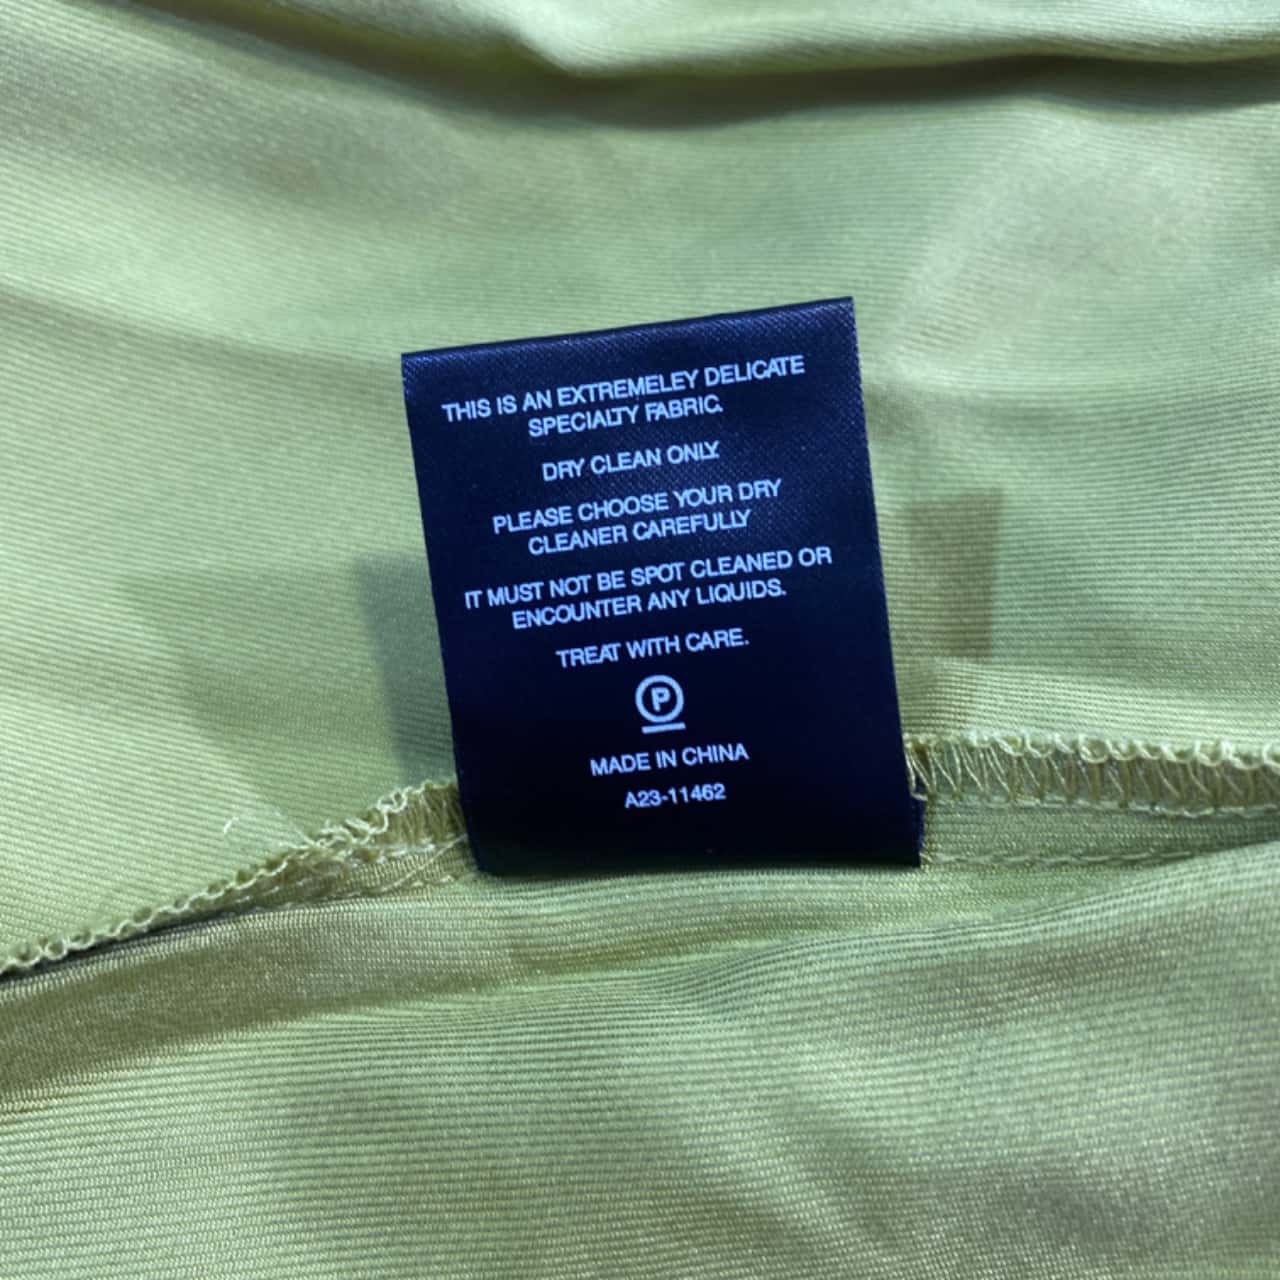 THIS IS AN EXTREMELEY DELICATE
SPECIALTY FABRIC.
DRY CLEAN ONLY.
PLEASE CHOOSE YOUR DRY
CLEANER CAREFULLY
IT MUST NOT BE SPOT CLEANED OR
ENCOUNTER ANY LIQUIDS.
TREAT WITH CARE.
P
MADE IN CHINA
A23-11462